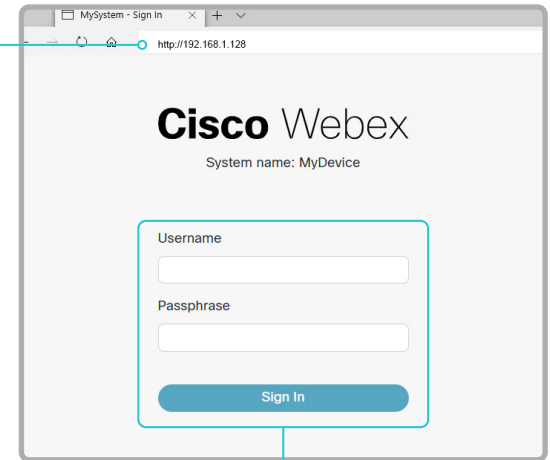 MySystem - Sign In
http://192.168.1.128
Cisco Webex
System name: MyDevice
Username
Passphrase
Sign In